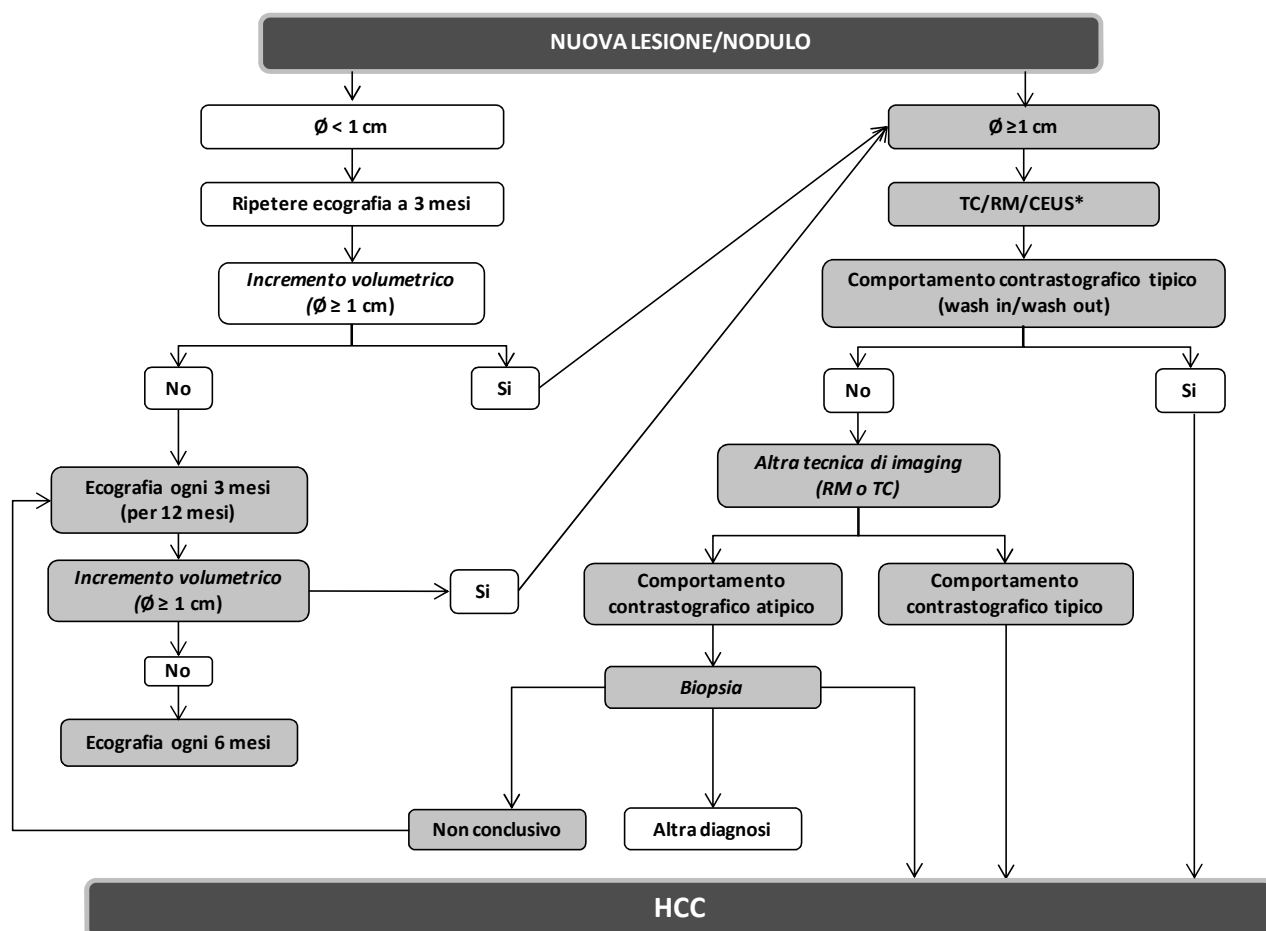 NUOVA LESIONE/NODULO
Ø < 1 cm
Ø ≥1 cm
Ripetere ecografia a 3 mesi
TC/RM/CEUS*
Incremento volumetrico
(Ø ≥ 1 cm)
Comportamento contrastografico tipico
(wash in/wash out)
No
Si
No
Si
Ecografia ogni 3 mesi
(per 12 mesi)
Altra tecnica di imaging
(RM o TC)
Incremento volumetrico
(Ø ≥ 1 cm)
Si
Comportamento
contrastografico atipico
Comportamento
contrastografico tipico
No
Biopsia
Ecografia ogni 6 mesi
Non conclusivo
Altra diagnosi
HCC